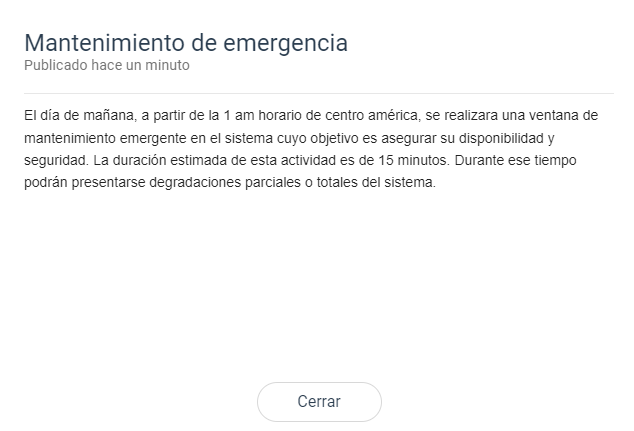 Mantenimiento de emergencia
Publicado hace un minuto
El día de mañana, a partir de la 1 am horario de centro américa, se realizara una ventana de
mantenimiento emergente en el sistema cuyo objetivo es asegurar su disponibilidad y
seguridad. La duración estimada de esta actividad es de 15 minutos. Durante ese tiempo
podrán presentarse degradaciones parciales o totales del sistema.
Cerrar